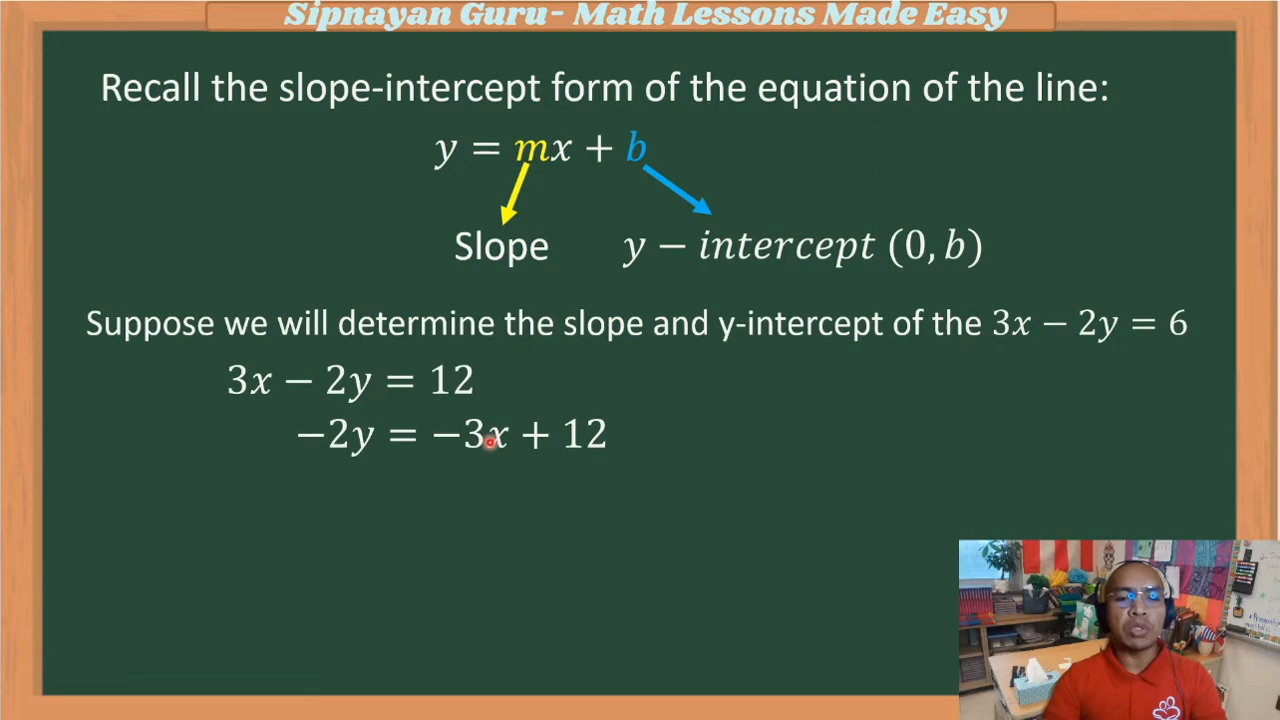 Sipnayan Guru- Math Lessons Made Easy
Recall the slope-intercept form of the equation of the line:
y = mx + b
Slope y − intercept (0, b)
Suppose we will determine the slope and y-intercept of the 3x − 2y = 6
3x − 2y = 12
−2y = −3x + 12